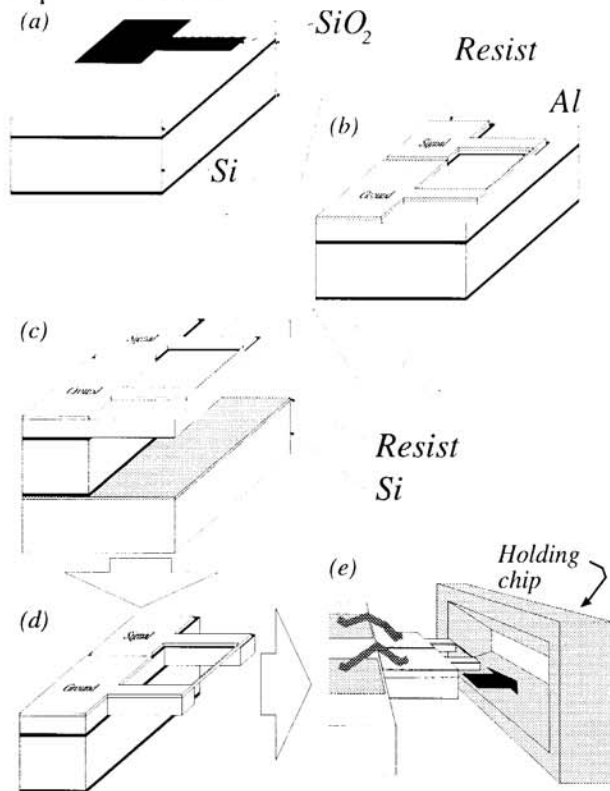 (a)
SiO2
Resist
Al
(b)
Signal
Ground
Si
(c)
Signal
Ground
Resist
Si
Holding
chip
(d)
(e)
Signal
Ground